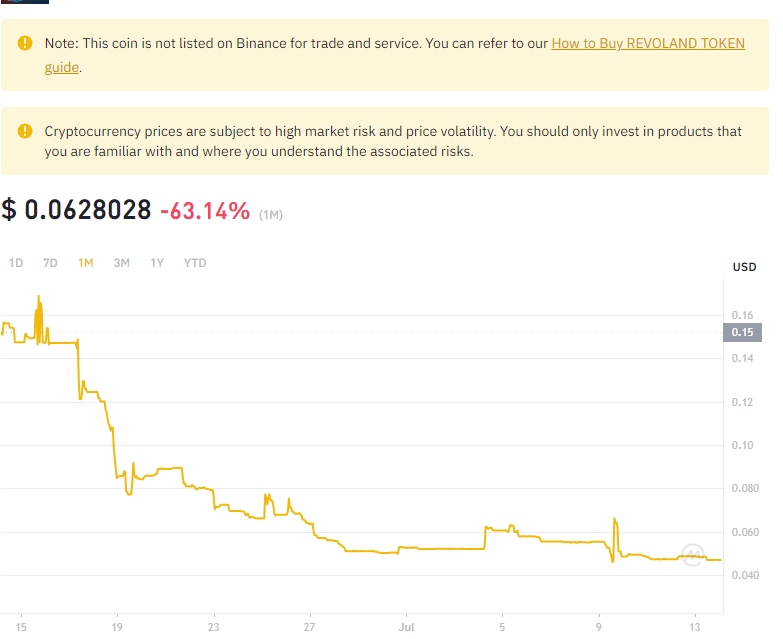 Note: This coin is not listed on Binance for trade and service. You can refer to our How to Buy REVOLAND TOKEN
guide.
Cryptocurrency prices are subject to high market risk and price volatility. You should only invest in products that
you are familiar with and where you understand the associated risks.
$ 0.0628028 -63.14% (1M)
1D 7D 1M 3M 1Y YTD
USD
0.16
0.15
0.14
0.12
0.10
0.080
0.060
0.040
15 19 23 27 Jul 5 9 13